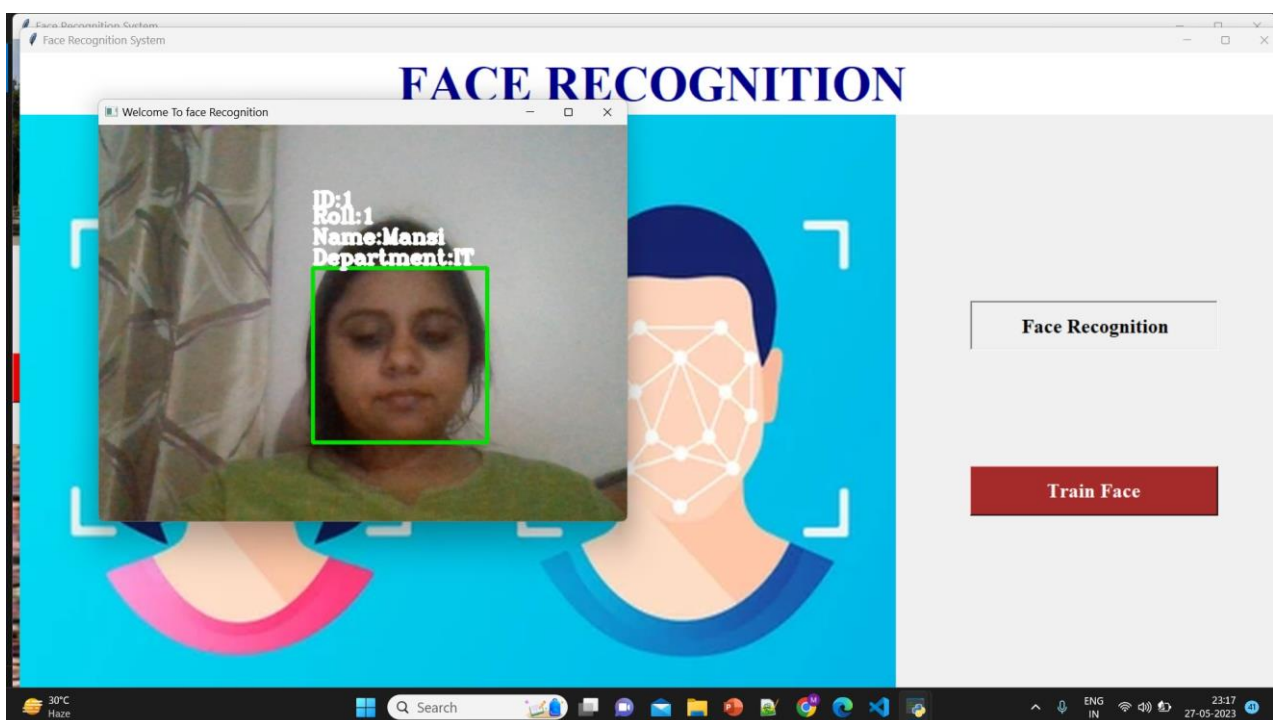 Face Recognition System
Face Recognition System
FACE RECOGNITION
Welcome To face Recognition
ID:1
Roll:1
Name:Mansi
Department:IT
Face Recognition
Train Face
30°C
Haze
Search
ENG
IN
23:17
27-05-2023
41